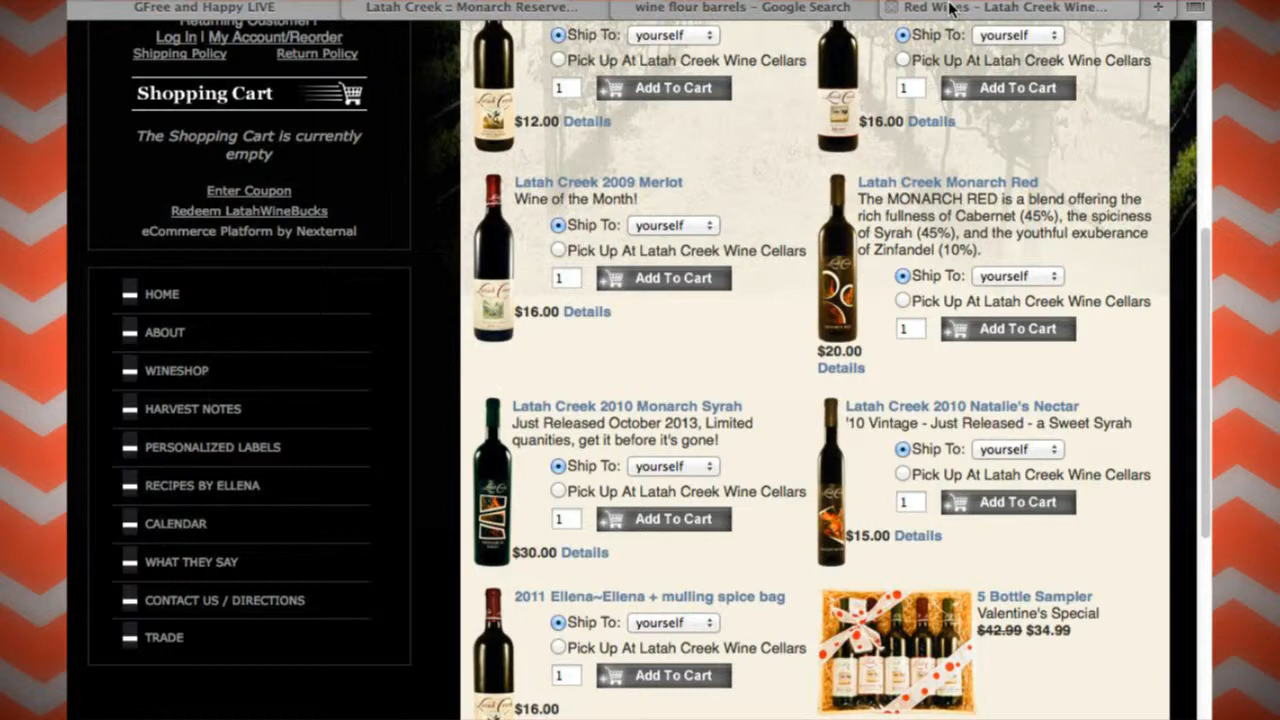 GFree and Happy LIVE
Latah Creek :: Monarch Reserve...
wine flour barrels – Google Search
Red Wines – Latah Creek Wine...
Returning Customer?
Log In | My Account/Reorder
Shipping Policy
Return Policy
Shopping Cart
The Shopping Cart is currently
empty
Enter Coupon
Redeem LatahWineBucks
eCommerce Platform by Nexternal
HOME
ABOUT
WINESHOP
HARVEST NOTES
PERSONALIZED LABELS
RECIPES BY ELLENA
CALENDAR
WHAT THEY SAY
CONTACT US / DIRECTIONS
TRADE
Ship To: yourself
Pick Up At Latah Creek Wine Cellars
1 Add To Cart
$12.00 Details
Ship To: yourself
Pick Up At Latah Creek Wine Cellars
1 Add To Cart
$16.00 Details
Latah Creek 2009 Merlot
Wine of the Month!
Ship To: yourself
Pick Up At Latah Creek Wine Cellars
1 Add To Cart
$16.00 Details
Latah Creek Monarch Red
The MONARCH RED is a blend offering the
rich fullness of Cabernet (45%), the spiciness
of Syrah (45%), and the youthful exuberance
of Zinfandel (10%).
Ship To: yourself
Pick Up At Latah Creek Wine Cellars
1 Add To Cart
$20.00
Details
Latah Creek 2010 Monarch Syrah
Just Released October 2013, Limited
quanities, get it before it's gone!
Ship To: yourself
Pick Up At Latah Creek Wine Cellars
1 Add To Cart
$30.00 Details
Latah Creek 2010 Natalie's Nectar
'10 Vintage - Just Released - a Sweet Syrah
Ship To: yourself
Pick Up At Latah Creek Wine Cellars
1 Add To Cart
$15.00 Details
2011 Ellena~Ellena + mulling spice bag
Ship To: yourself
Pick Up At Latah Creek Wine Cellars
1 Add To Cart
$16.00
5 Bottle Sampler
Valentine's Special
$42.99 $34.99